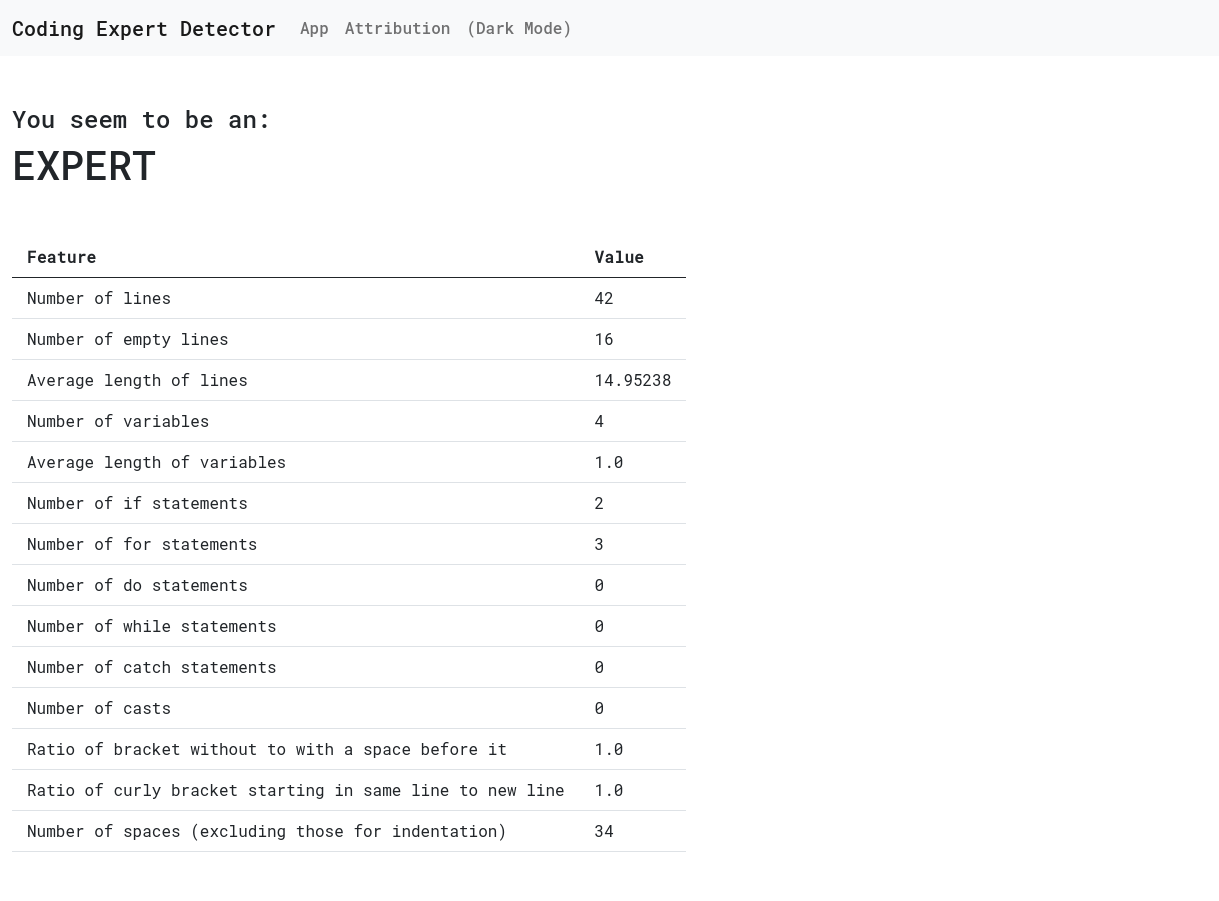 Coding Expert Detector App Attribution (Dark Mode)
You seem to be an:
EXPERT
Feature Value
Number of lines 42
Number of empty lines 16
Average length of lines 14.95238
Number of variables 4
Average length of variables 1.0
Number of if statements 2
Number of for statements 3
Number of do statements 0
Number of while statements 0
Number of catch statements 0
Number of casts 0
Ratio of bracket without to with a space before it 1.0
Ratio of curly bracket starting in same line to new line 1.0
Number of spaces (excluding those for indentation) 34